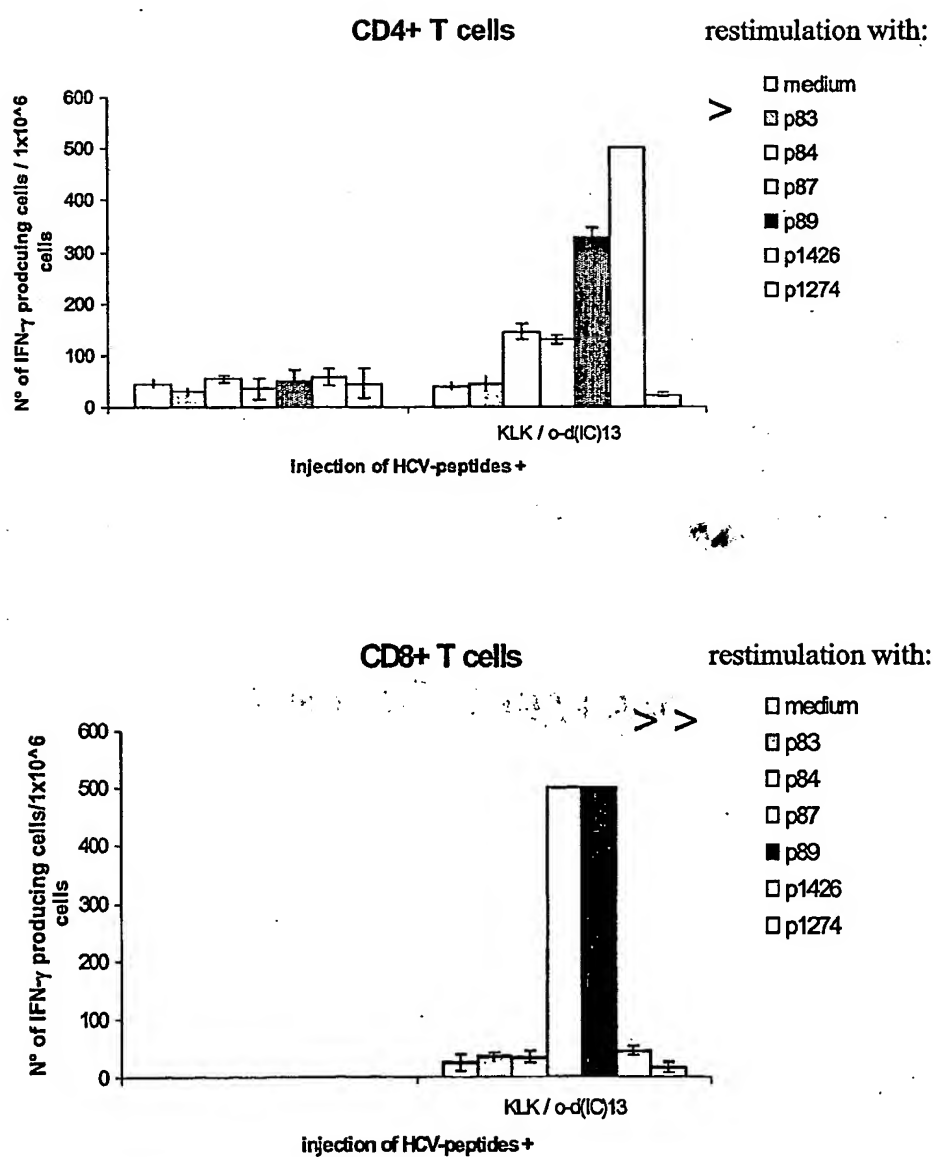 CD4+ T cells
restimulation with:
N° of IFN-γ prodcuing cells / 1x10^6 cells
600
500
400
300
200
100
0
>
medium
p83
p84
p87
p89
p1426
p1274
KLK / o-d(IC)13
Injection of HCV-peptides +
CD8+ T cells
restimulation with:
N° of IFN-γ producing cells/1x10^6 cells
600
500
400
300
200
100
0
> >
medium
p83
p84
p87
p89
p1426
p1274
KLK / o-d(IC)13
injection of HCV-peptides +